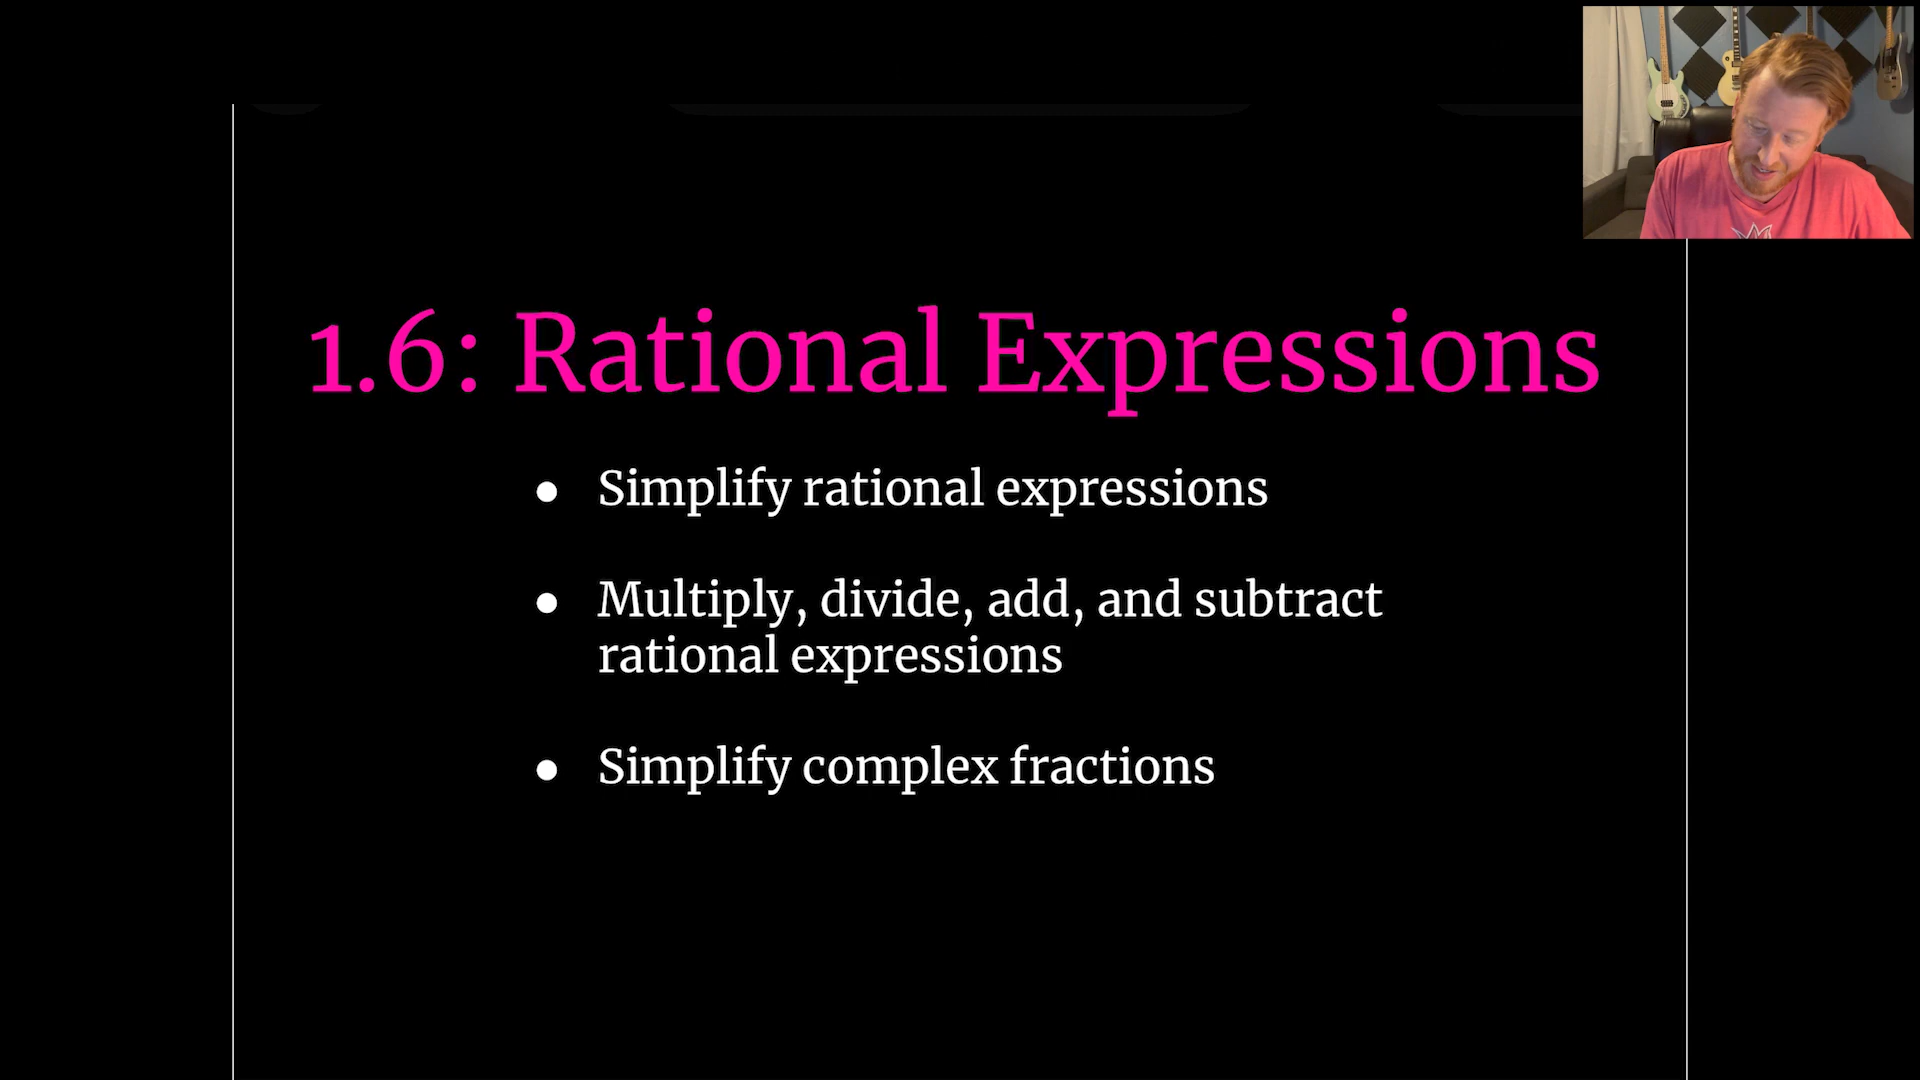 1.6: Rational Expressions
● Simplify rational expressions
● Multiply, divide, add, and subtract
rational expressions
● Simplify complex fractions